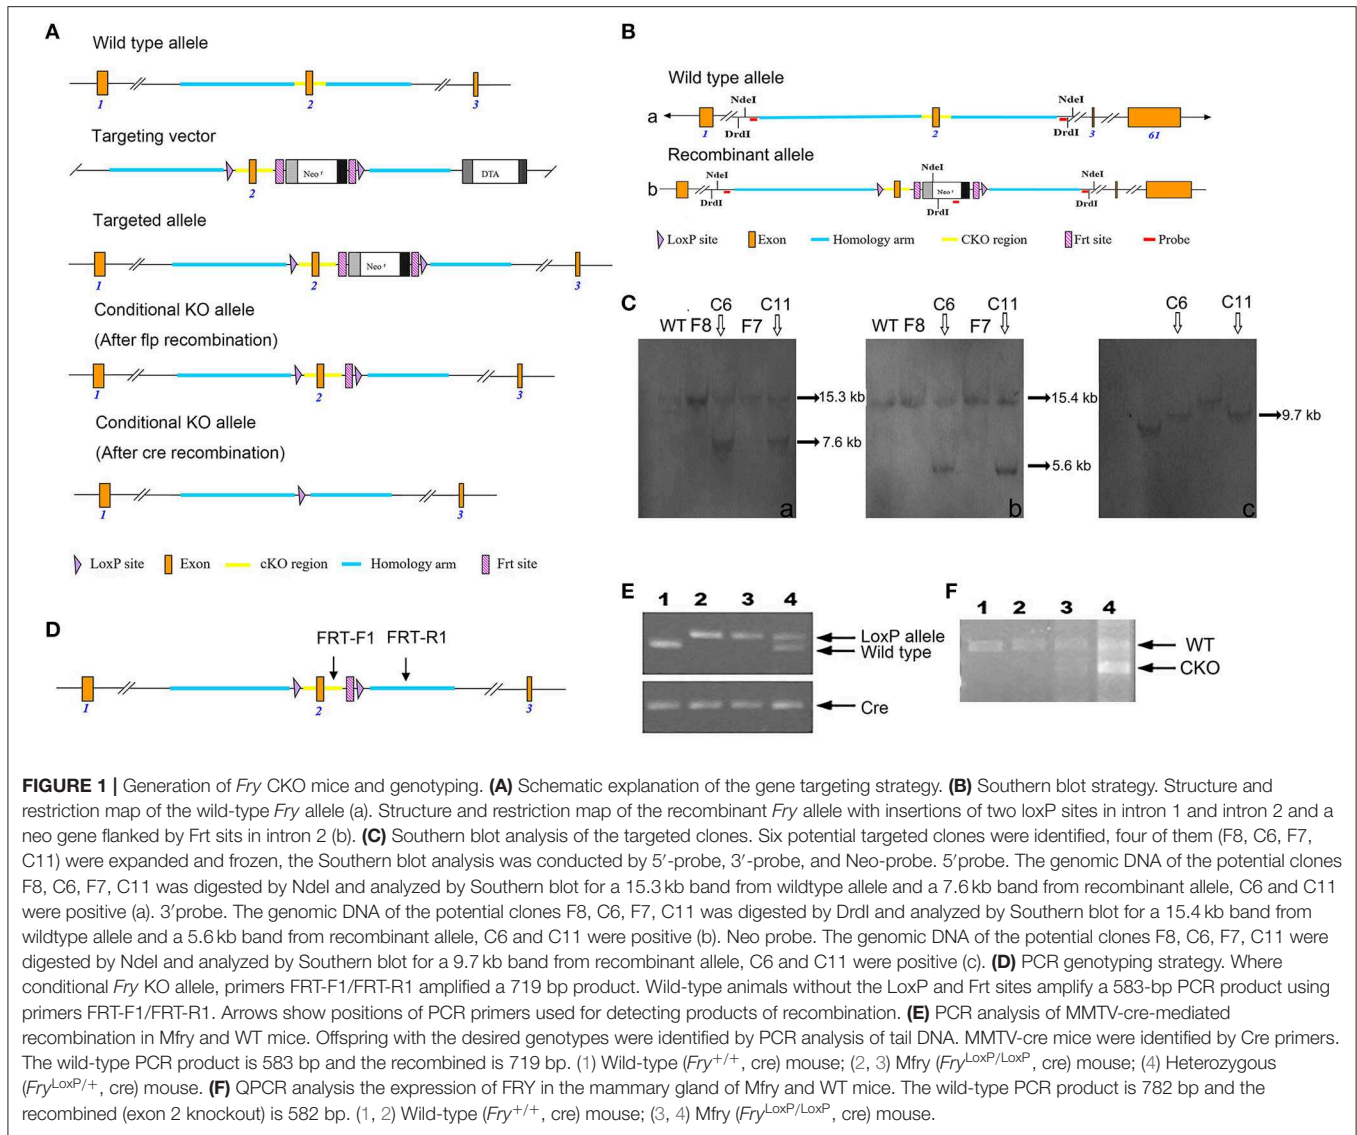 A
Wild type allele
1 2 3
Targeting vector
2
Neo r
DTA
Targeted allele
Neo r
1 2 3
Conditional KO allele
(After flp recombination)
1 2 3
Conditional KO allele
(After cre recombination)
1 3
LoxP site Exon cKO region Homology arm Frt site
B
Wild type allele
NdeI NdeI
a
DrdI DrdI
1 2 3 61
Recombinant allele
NdeI NdeI
b
Neo r
DrdI DrdI
LoxP site Exon Homology arm CKO region Frt site Probe
C
C6 C11
WT F8 F7
15.3 kb
7.6 kb
a
C6 C11
WT F8 F7
15.4 kb
5.6 kb
b
C6 C11
9.7 kb
c
D
FRT-F1 FRT-R1
1 2 3
E
1 2 3 4
LoxP allele
Wild type
Cre
F
1 2 3 4
WT
CKO
FIGURE 1 | Generation of Fry CKO mice and genotyping. (A) Schematic explanation of the gene targeting strategy. (B) Southern blot strategy. Structure and
restriction map of the wild-type Fry allele (a). Structure and restriction map of the recombinant Fry allele with insertions of two loxP sites in intron 1 and intron 2 and a
neo gene flanked by Frt sits in intron 2 (b). (C) Southern blot analysis of the targeted clones. Six potential targeted clones were identified, four of them (F8, C6, F7,
C11) were expanded and frozen, the Southern blot analysis was conducted by 5′-probe, 3′-probe, and Neo-probe. 5′probe. The genomic DNA of the potential clones
F8, C6, F7, C11 was digested by NdeI and analyzed by Southern blot for a 15.3 kb band from wildtype allele and a 7.6 kb band from recombinant allele, C6 and C11
were positive (a). 3′probe. The genomic DNA of the potential clones F8, C6, F7, C11 was digested by DrdI and analyzed by Southern blot for a 15.4 kb band from
wildtype allele and a 5.6 kb band from recombinant allele, C6 and C11 were positive (b). Neo probe. The genomic DNA of the potential clones F8, C6, F7, C11 were
digested by NdeI and analyzed by Southern blot for a 9.7 kb band from recombinant allele, C6 and C11 were positive (c). (D) PCR genotyping strategy. Where
conditional Fry KO allele, primers FRT-F1/FRT-R1 amplified a 719 bp product. Wild-type animals without the LoxP and Frt sites amplify a 583-bp PCR product using
primers FRT-F1/FRT-R1. Arrows show positions of PCR primers used for detecting products of recombination. (E) PCR analysis of MMTV-cre-mediated
recombination in Mfry and WT mice. Offspring with the desired genotypes were identified by PCR analysis of tail DNA. MMTV-cre mice were identified by Cre primers.
The wild-type PCR product is 583 bp and the recombined is 719 bp. (1) Wild-type (Fry+/+, cre) mouse; (2, 3) Mfry (FryLoxP/LoxP, cre) mouse; (4) Heterozygous
(FryLoxP/+, cre) mouse. (F) QPCR analysis the expression of FRY in the mammary gland of Mfry and WT mice. The wild-type PCR product is 782 bp and the
recombined (exon 2 knockout) is 582 bp. (1, 2) Wild-type (Fry+/+, cre) mouse; (3, 4) Mfry (FryLoxP/LoxP, cre) mouse.